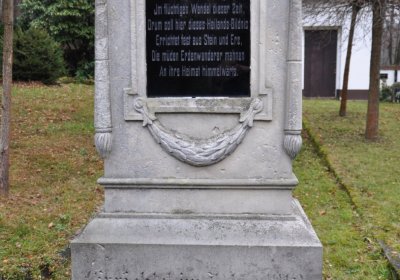 Im flüchtigen Wandel dieser Zeit,
Drum soll hier dieses Heilands-Bildnis
Errichtet fest aus Stein und Erz,
Die müden Erdenwanderer mahnen
An ihre Heimat himmelwärts.